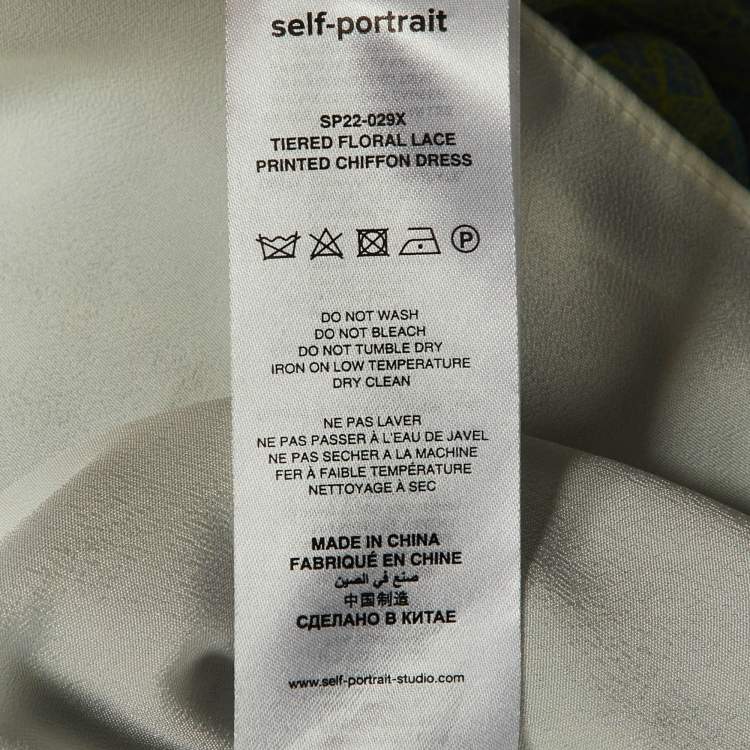 self-portrait
SP22-029X
TIERED FLORAL LACE
PRINTED CHIFFON DRESS
P
DO NOT WASH
DO NOT BLEACH
DO NOT TUMBLE DRY
IRON ON LOW TEMPERATURE
DRY CLEAN
NE PAS LAVER
NE PAS PASSER À L'EAU DE JAVEL
NE PAS SECHER A LA MACHINE
FER À FAIBLE TEMPÉRATURE
NETTOYAGE À SEC
MADE IN CHINA
FABRIQUÉ EN CHINE
صنع في الصين
中国制造
СДЕЛАНО В КИТАЕ
www.self-portrait-studio.com